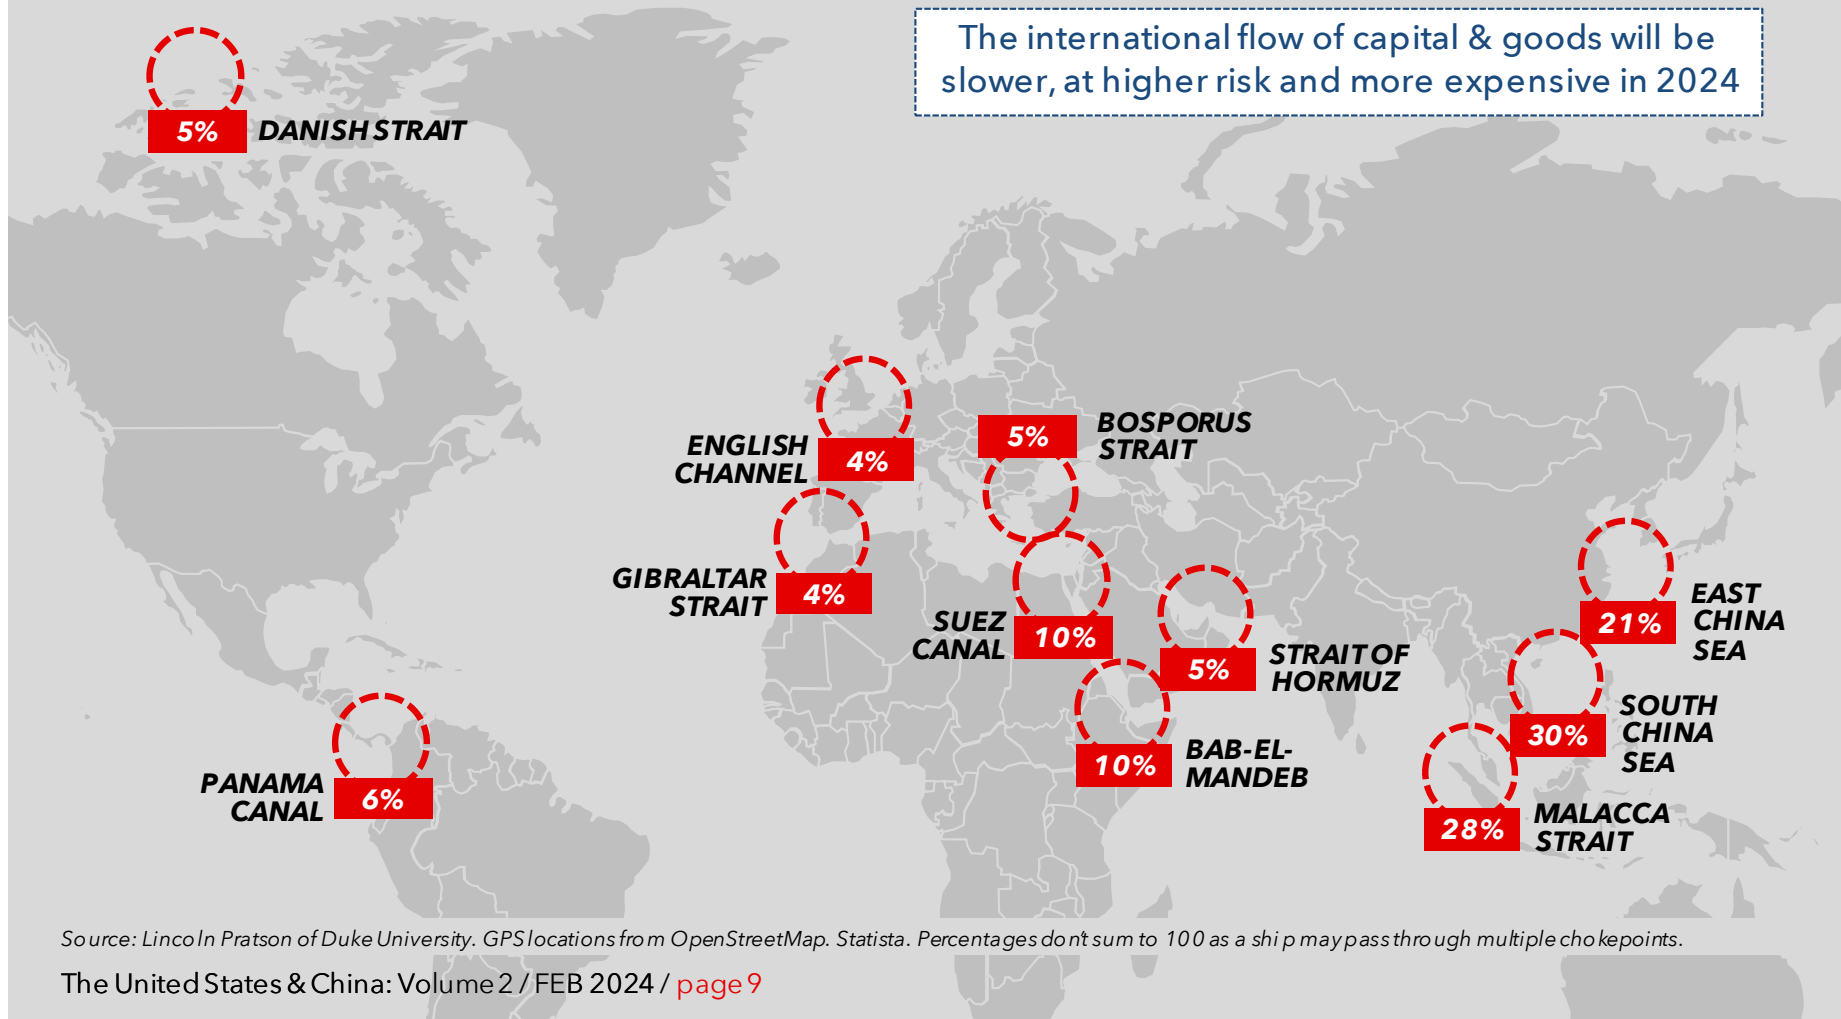 The international flow of capital & goods will be
slower, at higher risk and more expensive in 2024
5%
DANISH STRAIT
ENGLISH
CHANNEL
4%
5%
BOSPORUS
STRAIT
GIBRALTAR
STRAIT
4%
SUEZ
CANAL
10%
5%
STRAIT OF
HORMUZ
21%
EAST
CHINA
SEA
30%
SOUTH
CHINA
SEA
10%
BAB-EL-
MANDEB
PANAMA
CANAL
6%
28%
MALACCA
STRAIT
Source: Lincoln Pratson of Duke University. GPS locations from OpenStreetMap. Statista. Percentages don't sum to 100 as a ship may pass through multiple chokepoints.
The United States & China: Volume 2 / FEB 2024 / page 9